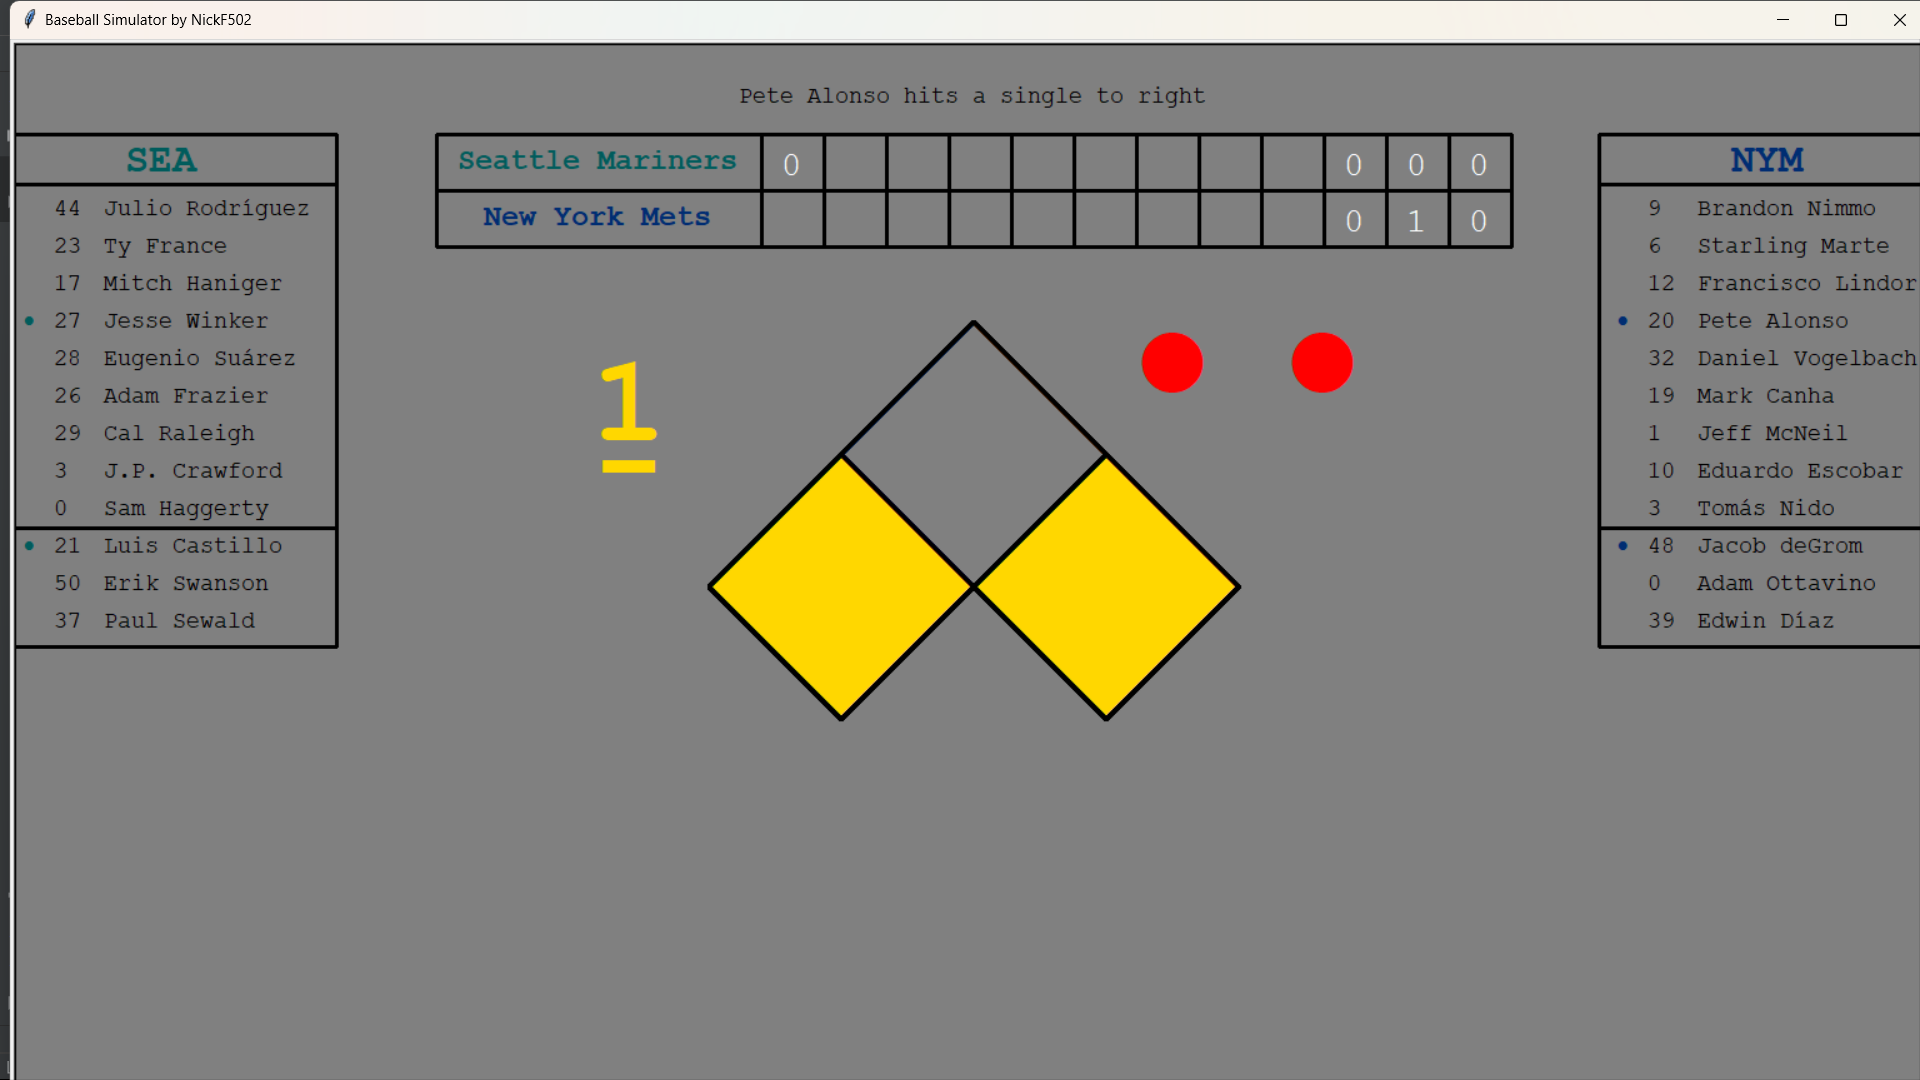 Baseball Simulator by NickF502
Pete Alonso hits a single to right
SEA
44 Julio Rodríguez
23 Ty France
17 Mitch Haniger
• 27 Jesse Winker
28 Eugenio Suárez
26 Adam Frazier
29 Cal Raleigh
3 J.P. Crawford
0 Sam Haggerty
• 21 Luis Castillo
50 Erik Swanson
37 Paul Sewald
Seattle Mariners 0 0 0 0
New York Mets 0 1 0
1
NYM
9 Brandon Nimmo
6 Starling Marte
12 Francisco Lindor
• 20 Pete Alonso
32 Daniel Vogelbach
19 Mark Canha
1 Jeff McNeil
10 Eduardo Escobar
3 Tomás Nido
• 48 Jacob deGrom
0 Adam Ottavino
39 Edwin Díaz